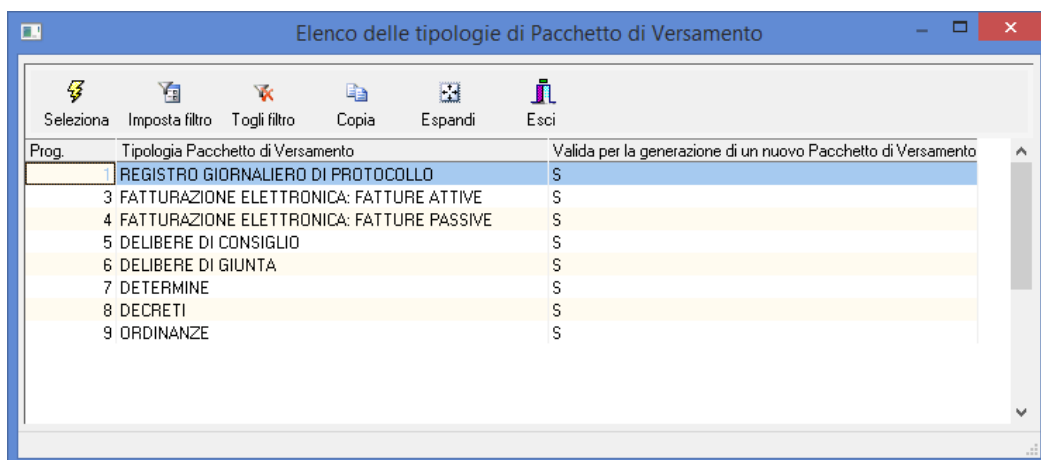 Elenco delle tipologie di Pacchetto di Versamento
Seleziona Imposta filtro Togli filtro Copia Espandi Esci
Prog. Tipologia Pacchetto di Versamento Valida per la generazione di un nuovo Pacchetto di Versamento
1 REGISTRO GIORNALIERO DI PROTOCOLLO S
3 FATTURAZIONE ELETTRONICA: FATTURE ATTIVE S
4 FATTURAZIONE ELETTRONICA: FATTURE PASSIVE S
5 DELIBERE DI CONSIGLIO S
6 DELIBERE DI GIUNTA S
7 DETERMINE S
8 DECRETI S
9 ORDINANZE S